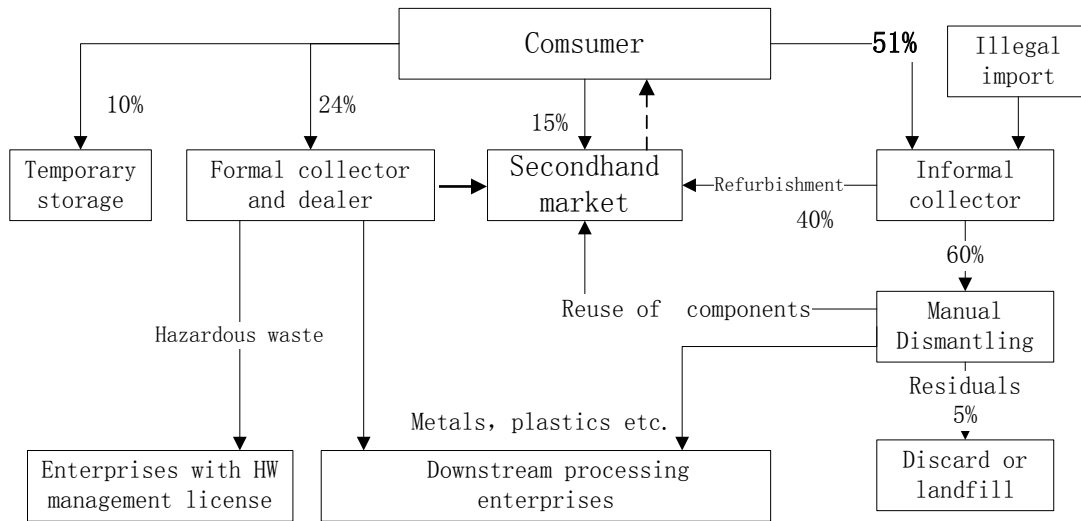 Comsumer
51%
Illegal
import
10%
24%
15%
Temporary
storage
Formal collector
and dealer
Secondhand
market
Refurbishment
40%
Informal
collector
60%
Reuse of components
Manual
Dismantling
Hazardous waste
Residuals
5%
Metals, plastics etc.
Enterprises with HW
management license
Downstream processing
enterprises
Discard or
landfill